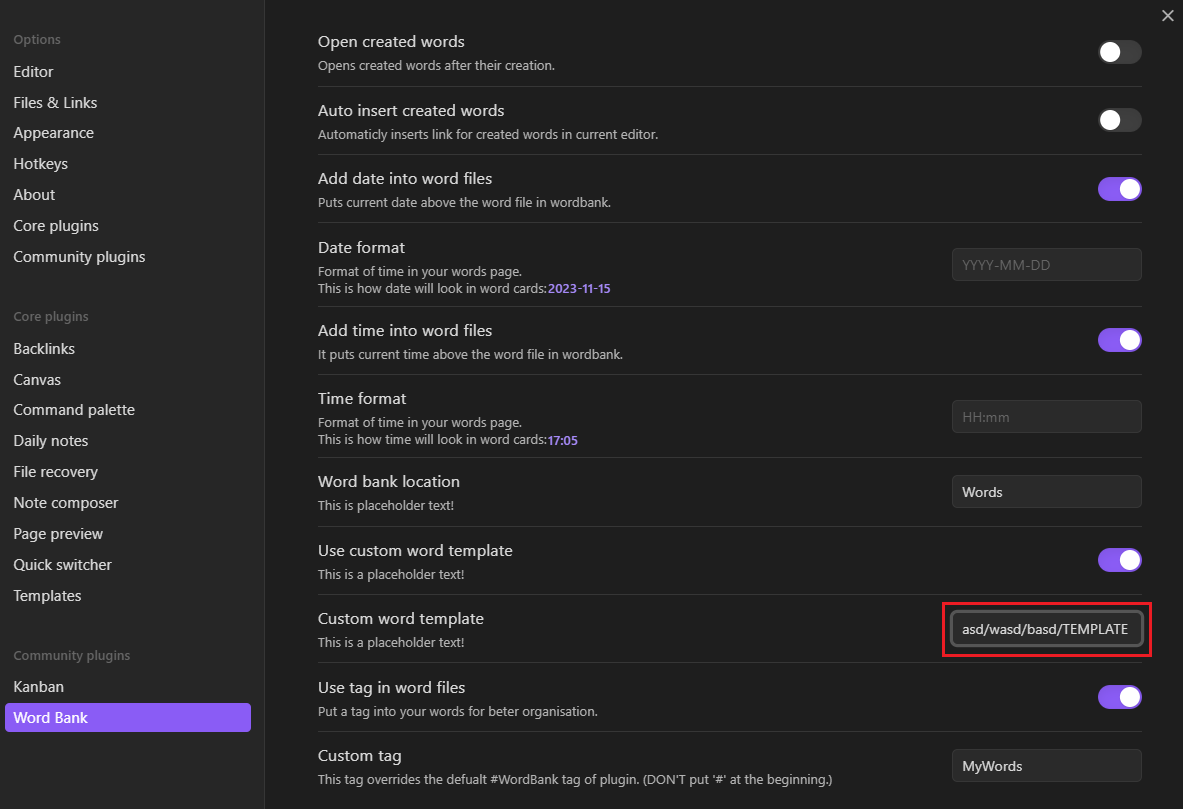 Options
Editor
Files & Links
Appearance
Hotkeys
About
Core plugins
Community plugins
Core plugins
Backlinks
Canvas
Command palette
Daily notes
File recovery
Note composer
Page preview
Quick switcher
Templates
Community plugins
Kanban
Word Bank
Open created words
Opens created words after their creation.
Auto insert created words
Automaticly inserts link for created words in current editor.
Add date into word files
Puts current date above the word file in wordbank.
Date format
Format of time in your words page.
This is how date will look in word cards:2023-11-15
YYYY-MM-DD
Add time into word files
It puts current time above the word file in wordbank.
Time format
Format of time in your words page.
This is how time will look in word cards:17:05
HH:mm
Word bank location
This is placeholder text!
Words
Use custom word template
This is a placeholder text!
Custom word template
This is a placeholder text!
asd/wasd/basd/TEMPLATE
Use tag in word files
Put a tag into your words for beter organisation.
Custom tag
This tag overrides the defualt #WordBank tag of plugin. (DON'T put '#' at the beginning.)
MyWords